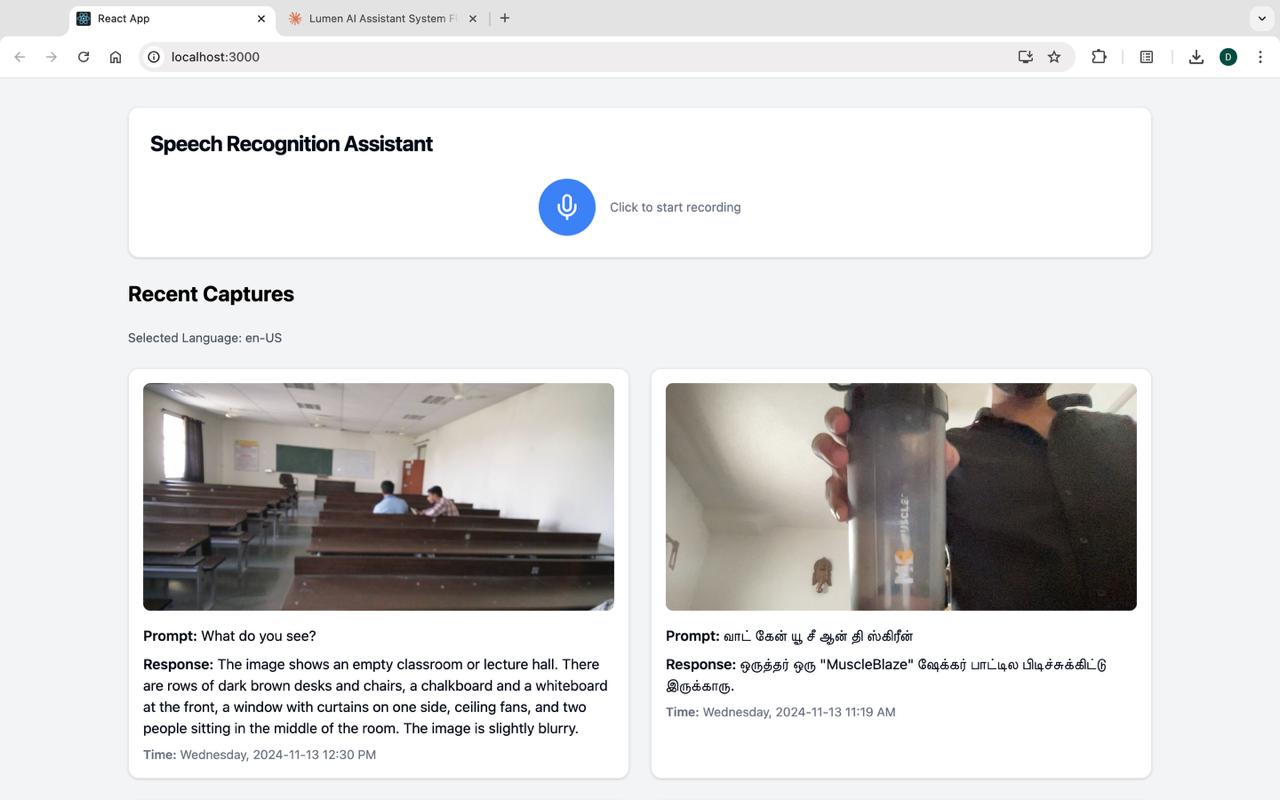 React App
Lumen AI Assistant System Fl
localhost:3000
D
Speech Recognition Assistant
Click to start recording
Recent Captures
Selected Language: en-US
Prompt: What do you see?
Response: The image shows an empty classroom or lecture hall. There
are rows of dark brown desks and chairs, a chalkboard and a whiteboard
at the front, a window with curtains on one side, ceiling fans, and two
people sitting in the middle of the room. The image is slightly blurry.
Time: Wednesday, 2024-11-13 12:30 PM
MUSCLE
Prompt: வாட் கேன் யூ சீ ஆன் தி ஸ்கிரீன்
Response: ஒருத்தர் ஒரு "MuscleBlaze" ஷேக்கர் பாட்டில பிடிச்சுக்கிட்டு
இருக்காரு.
Time: Wednesday, 2024-11-13 11:19 AM